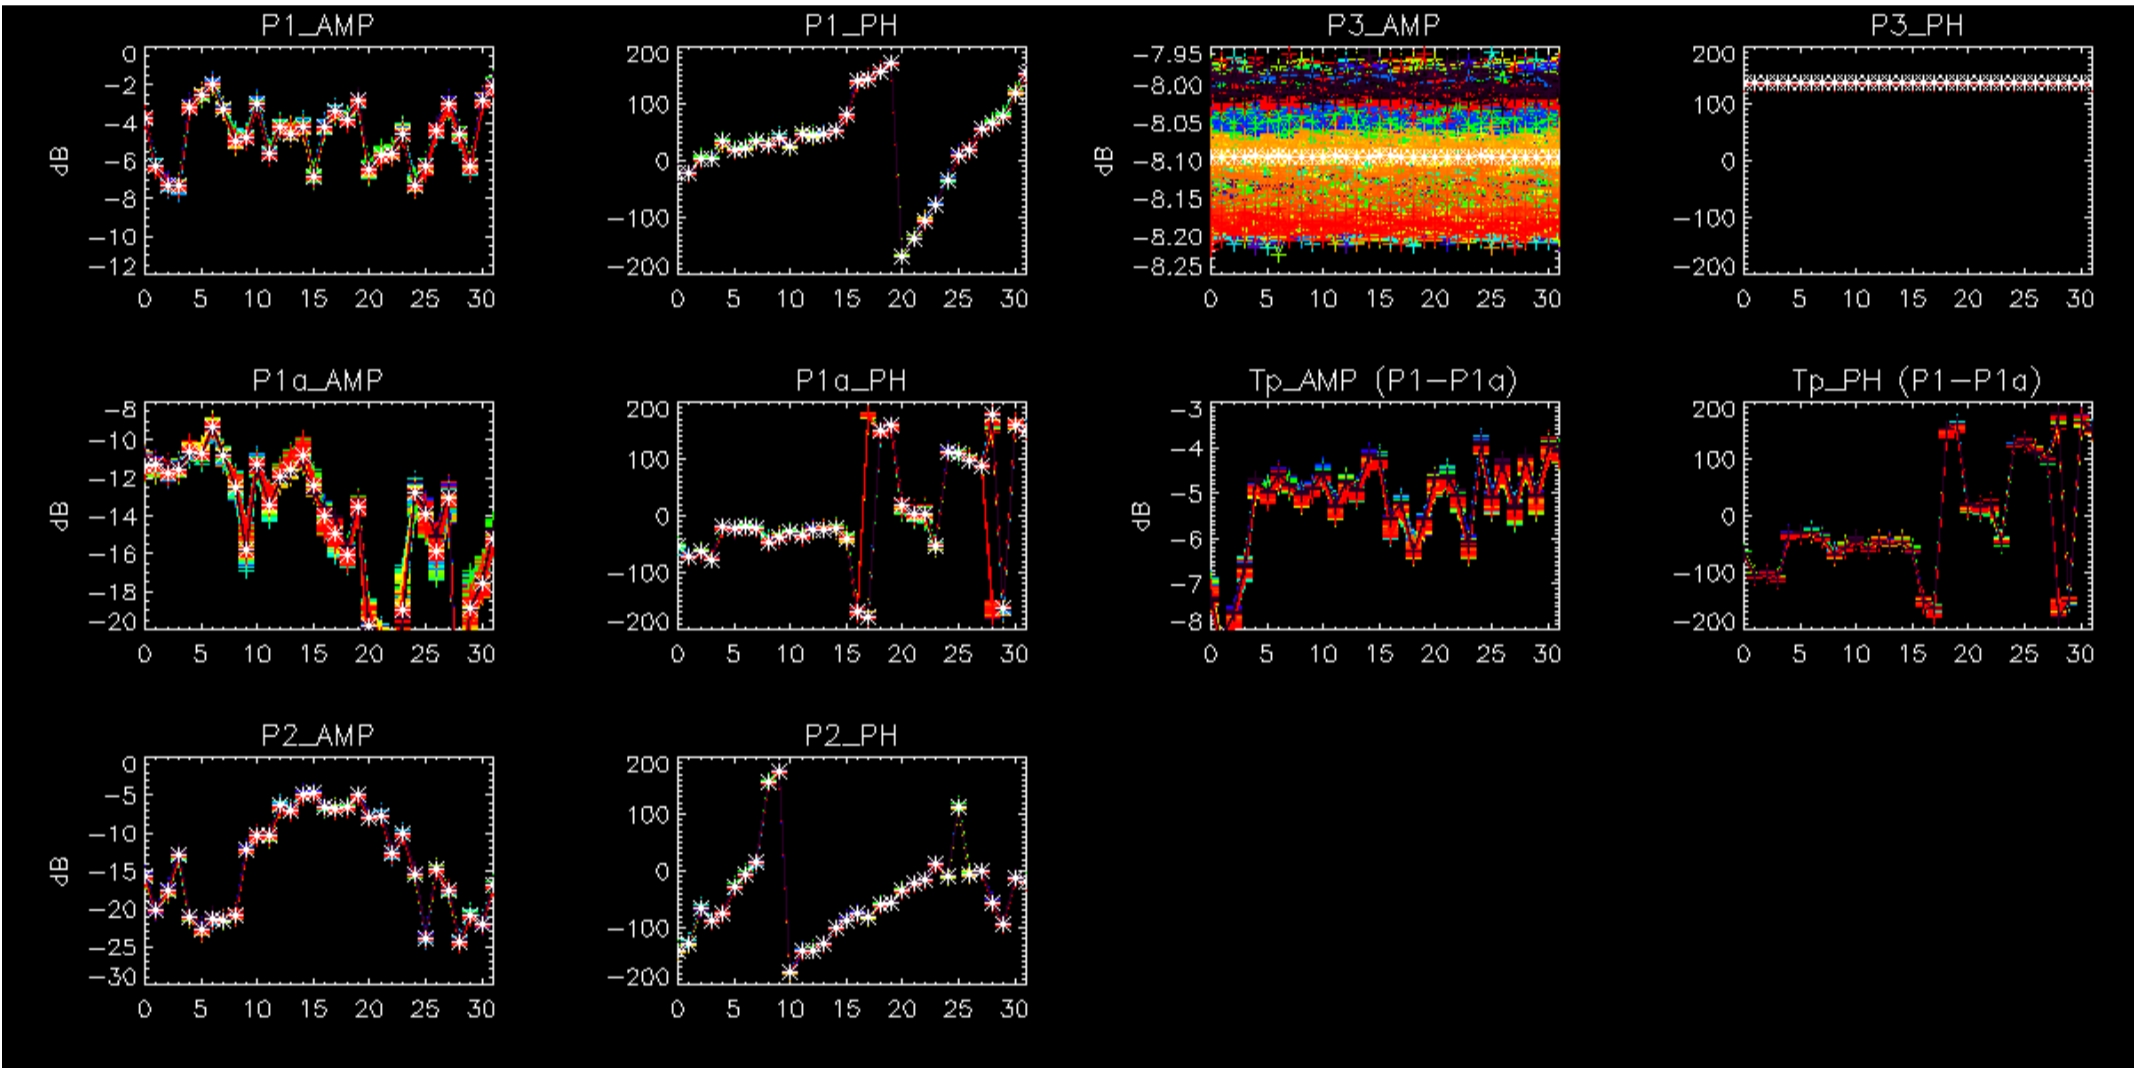 P1_AMP
dB
0
−2
−4
−6
−8
−10
−12
0 5 10 15 20 25 30
P1_PH
200
100
0
−100
−200
0 5 10 15 20 25 30
P3_AMP
dB
−7.95
−8.00
−8.05
−8.10
−8.15
−8.20
−8.25
0 5 10 15 20 25 30
P3_PH
200
100
0
−100
−200
0 5 10 15 20 25 30
P1a_AMP
dB
−8
−10
−12
−14
−16
−18
−20
0 5 10 15 20 25 30
P1a_PH
200
100
0
−100
−200
0 5 10 15 20 25 30
Tp_AMP (P1−P1a)
dB
−3
−4
−5
−6
−7
−8
0 5 10 15 20 25 30
Tp_PH (P1−P1a)
200
100
0
−100
−200
0 5 10 15 20 25 30
P2_AMP
dB
0
−5
−10
−15
−20
−25
−30
0 5 10 15 20 25 30
P2_PH
200
100
0
−100
−200
0 5 10 15 20 25 30